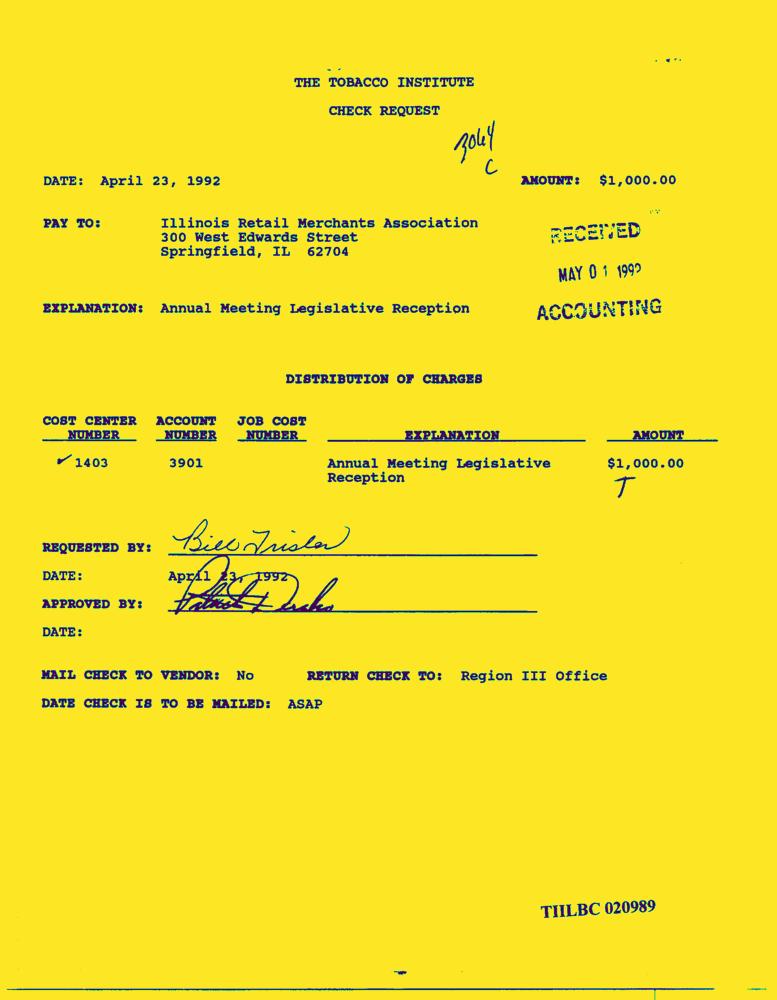 THE TOBACCO INSTITUTE
CHECK REQUEST
3064
C
DATE: April 23, 1992 AMOUNT: $1,000.00
PAY TO: Illinois Retail Merchants Association
300 West Edwards Street
Springfield, IL 62704
RECEIVED
MAY 01 1992
ACCOUNTING
EXPLANATION: Annual Meeting Legislative Reception
DISTRIBUTION OF CHARGES
COST CENTER ACCOUNT JOB COST
NUMBER NUMBER NUMBER EXPLANATION AMOUNT
✓ 1403 3901 Annual Meeting Legislative $1,000.00
Reception
T
REQUESTED BY: Bill Trisler
DATE: April 23, 1992
APPROVED BY:
DATE:
MAIL CHECK TO VENDOR: No RETURN CHECK TO: Region III Office
DATE CHECK IS TO BE MAILED: ASAP
TIILBC 020989